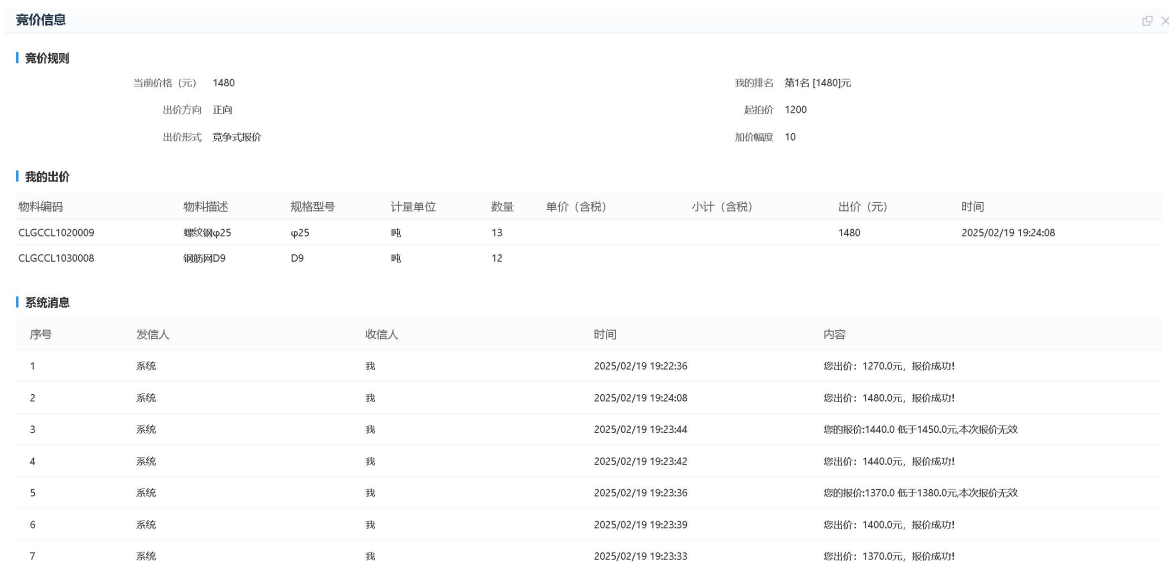 竞价信息
竞价规则
当前价格（元） 1480 我的排名 第1名 [1480]元
出价方向 正向 起拍价 1200
出价形式 竞争式报价 加价幅度 10
我的出价
物料编码 物料描述 规格型号 计量单位 数量 单价（含税） 小计（含税） 出价（元） 时间
CLGCCL1020009 螺纹钢φ25 φ25 吨 13 1480 2025/02/19 19:24:08
CLGCCL1030008 钢筋网D9 D9 吨 12
系统消息
序号 发信人 收信人 时间 内容
1 系统 我 2025/02/19 19:22:36 您出价：1270.0元，报价成功!
2 系统 我 2025/02/19 19:24:08 您出价：1480.0元，报价成功!
3 系统 我 2025/02/19 19:23:44 您的报价:1440.0 低于1450.0元,本次报价无效
4 系统 我 2025/02/19 19:23:42 您出价：1440.0元，报价成功!
5 系统 我 2025/02/19 19:23:36 您的报价:1370.0 低于1380.0元,本次报价无效
6 系统 我 2025/02/19 19:23:39 您出价：1400.0元，报价成功!
7 系统 我 2025/02/19 19:23:33 您出价：1370.0元，报价成功!